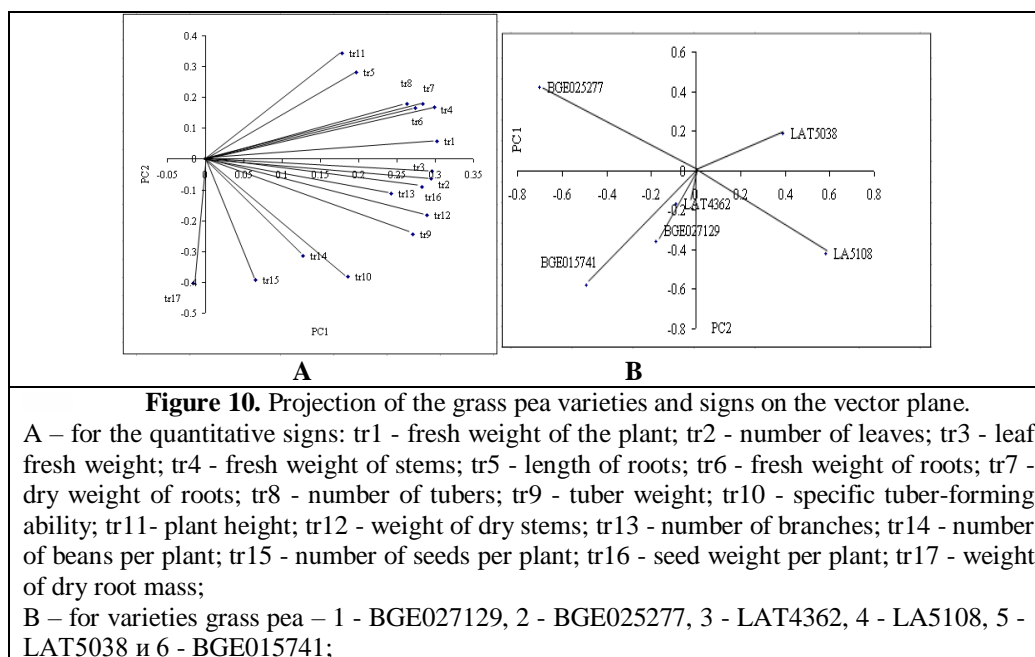 0.4
0.3
0.2
0.1
0
-0.1
-0.2
-0.3
-0.4
-0.5
-0.05 0 0.05 0.1 0.15 0.2 0.25 0.3 0.35
PC2
PC1
tr11
tr5
tr8
tr7
tr4
tr6
tr1
tr3
tr2
tr16
tr13
tr12
tr9
tr14
tr10
tr15
tr17
0.6
0.4
0.2
0
-0.2
-0.4
-0.6
-0.8
-0.8 -0.6 -0.4 -0.2 0 0.2 0.4 0.6 0.8
PC1
PC2
BGE025277
LAT5038
LAT4362
BGE027129
BGE015741
LA5108
A B
Figure 10. Projection of the grass pea varieties and signs on the vector plane.
A – for the quantitative signs: tr1 - fresh weight of the plant; tr2 - number of leaves; tr3 - leaf
fresh weight; tr4 - fresh weight of stems; tr5 - length of roots; tr6 - fresh weight of roots; tr7 -
dry weight of roots; tr8 - number of tubers; tr9 - tuber weight; tr10 - specific tuber-forming
ability; tr11- plant height; tr12 - weight of dry stems; tr13 - number of branches; tr14 - number
of beans per plant; tr15 - number of seeds per plant; tr16 - seed weight per plant; tr17 - weight
of dry root mass;
B – for varieties grass pea – 1 - BGE027129, 2 - BGE025277, 3 - LAT4362, 4 - LA5108, 5 -
LAT5038 и 6 - BGE015741;